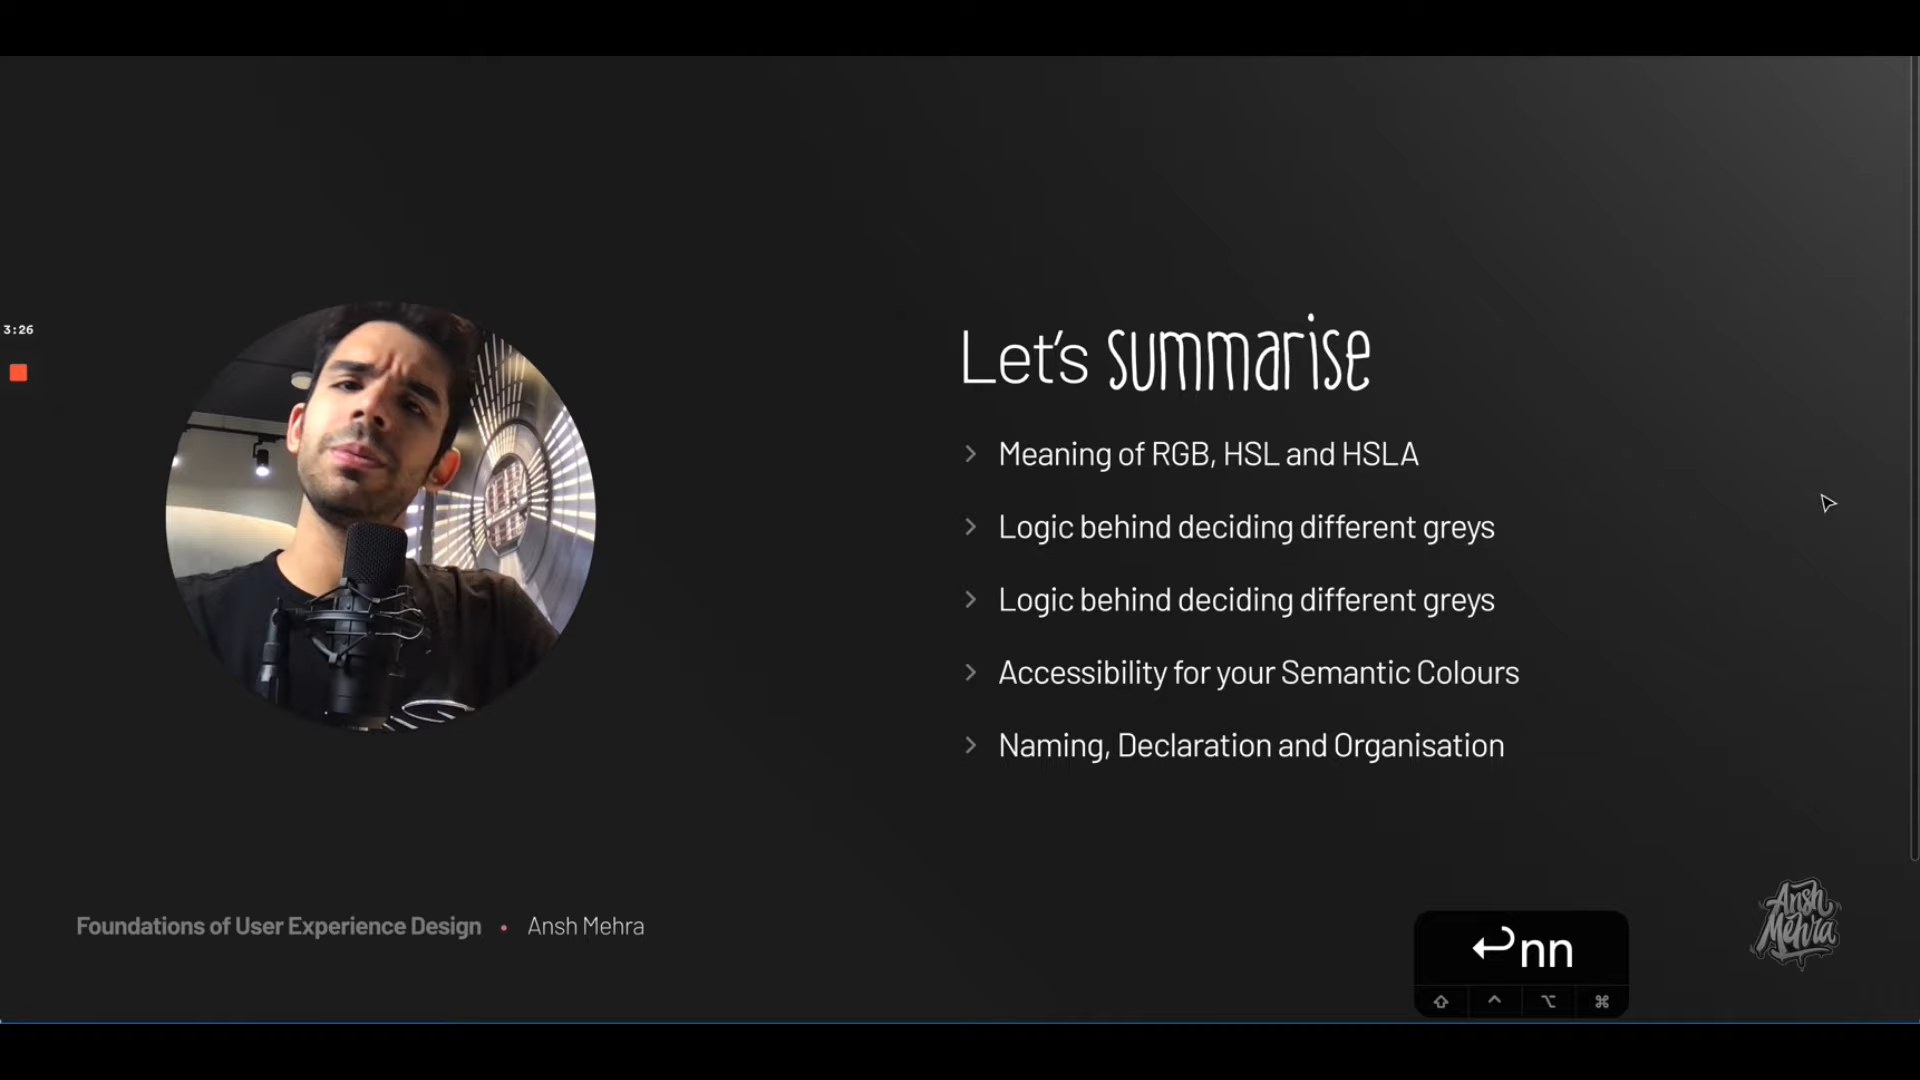 3:26
Let's summarise
Meaning of RGB, HSL and HSLA
Logic behind deciding different greys
Logic behind deciding different greys
Accessibility for your Semantic Colours
Naming, Declaration and Organisation
Foundations of User Experience Design • Ansh Mehra
Ansh
Mehra
↩nn
⇧ ^ ⌥ ⌘